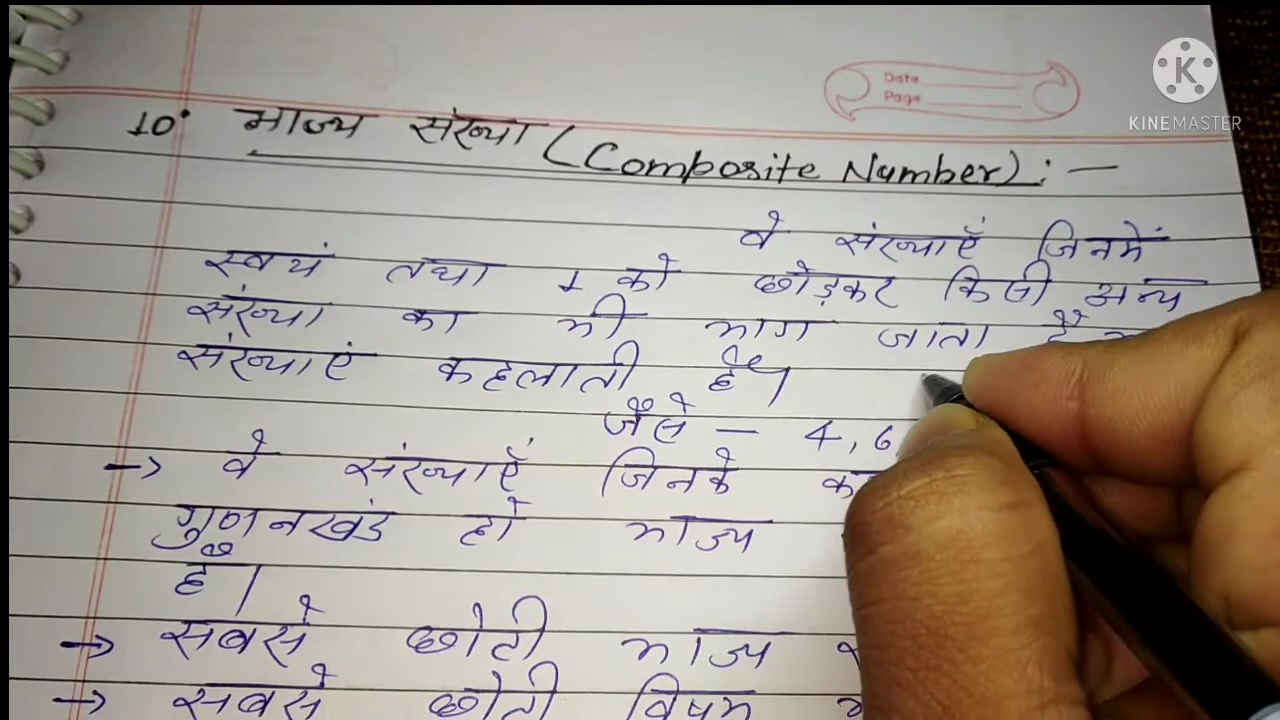 Date
Page
KINEMASTER
10. भाज्य संख्या (Composite Number) : —
वे संख्याएँ जिनमें
स्वयं तथा 1 को छोड़कर किसी अन्य
संख्या का भी भाग जाता है
संख्याएं कहलाती है।
जैसे — 4, 6,
→ वे संख्याएँ जिनके
गुणनखंड हो भाज्य
है।
→ सबसे छोटी भाज्य
→ सबसे छोटी विषम